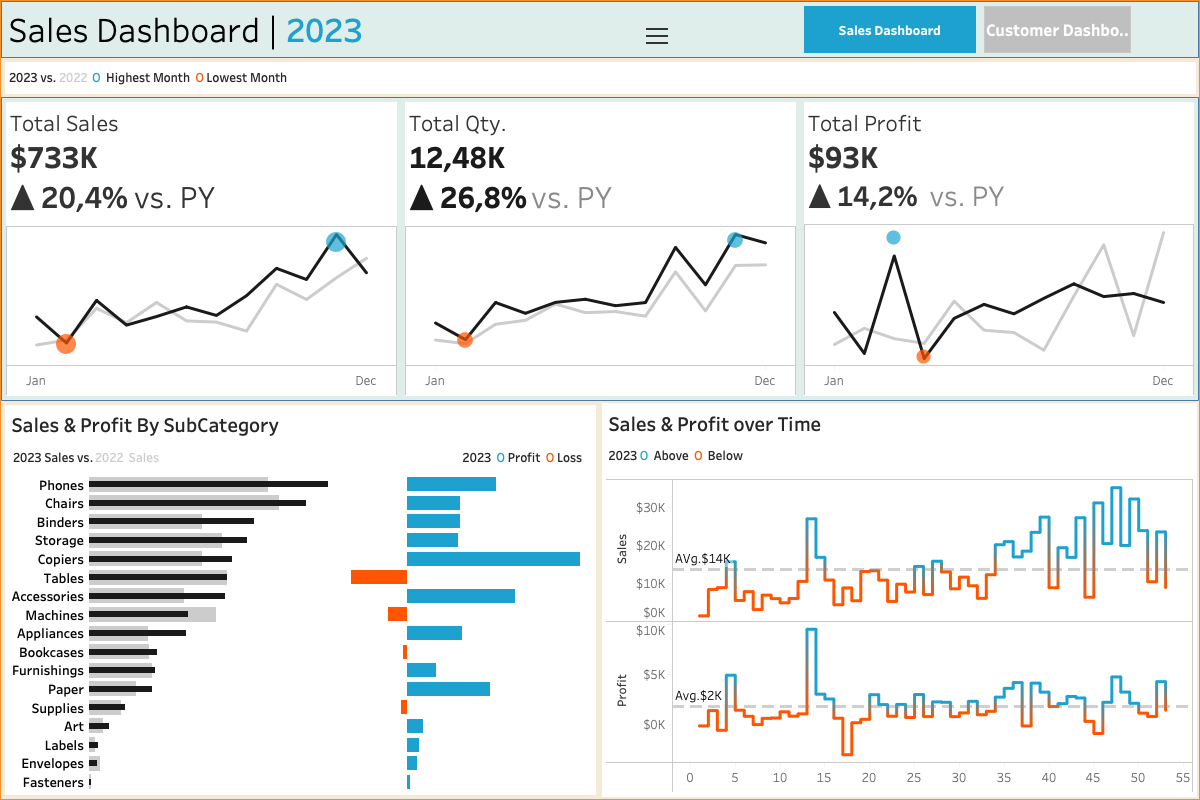 Sales Dashboard | 2023
Sales Dashboard
Customer Dashbo..
2023 vs. 2022 O Highest Month O Lowest Month
Total Sales
$733K
▲ 20,4% vs. PY
Jan Dec
Total Qty.
12,48K
▲ 26,8% vs. PY
Jan Dec
Total Profit
$93K
▲ 14,2% vs. PY
Jan Dec
Sales & Profit By SubCategory
2023 Sales vs. 2022 Sales
2023 O Profit O Loss
Phones
Chairs
Binders
Storage
Copiers
Tables
Accessories
Machines
Appliances
Bookcases
Furnishings
Paper
Supplies
Art
Labels
Envelopes
Fasteners
Sales & Profit over Time
2023 O Above O Below
Sales
$30K
$20K
AVg.$14K
$10K
$0K
Profit
$10K
$5K
Avg.$2K
$0K
0 5 10 15 20 25 30 35 40 45 50 55